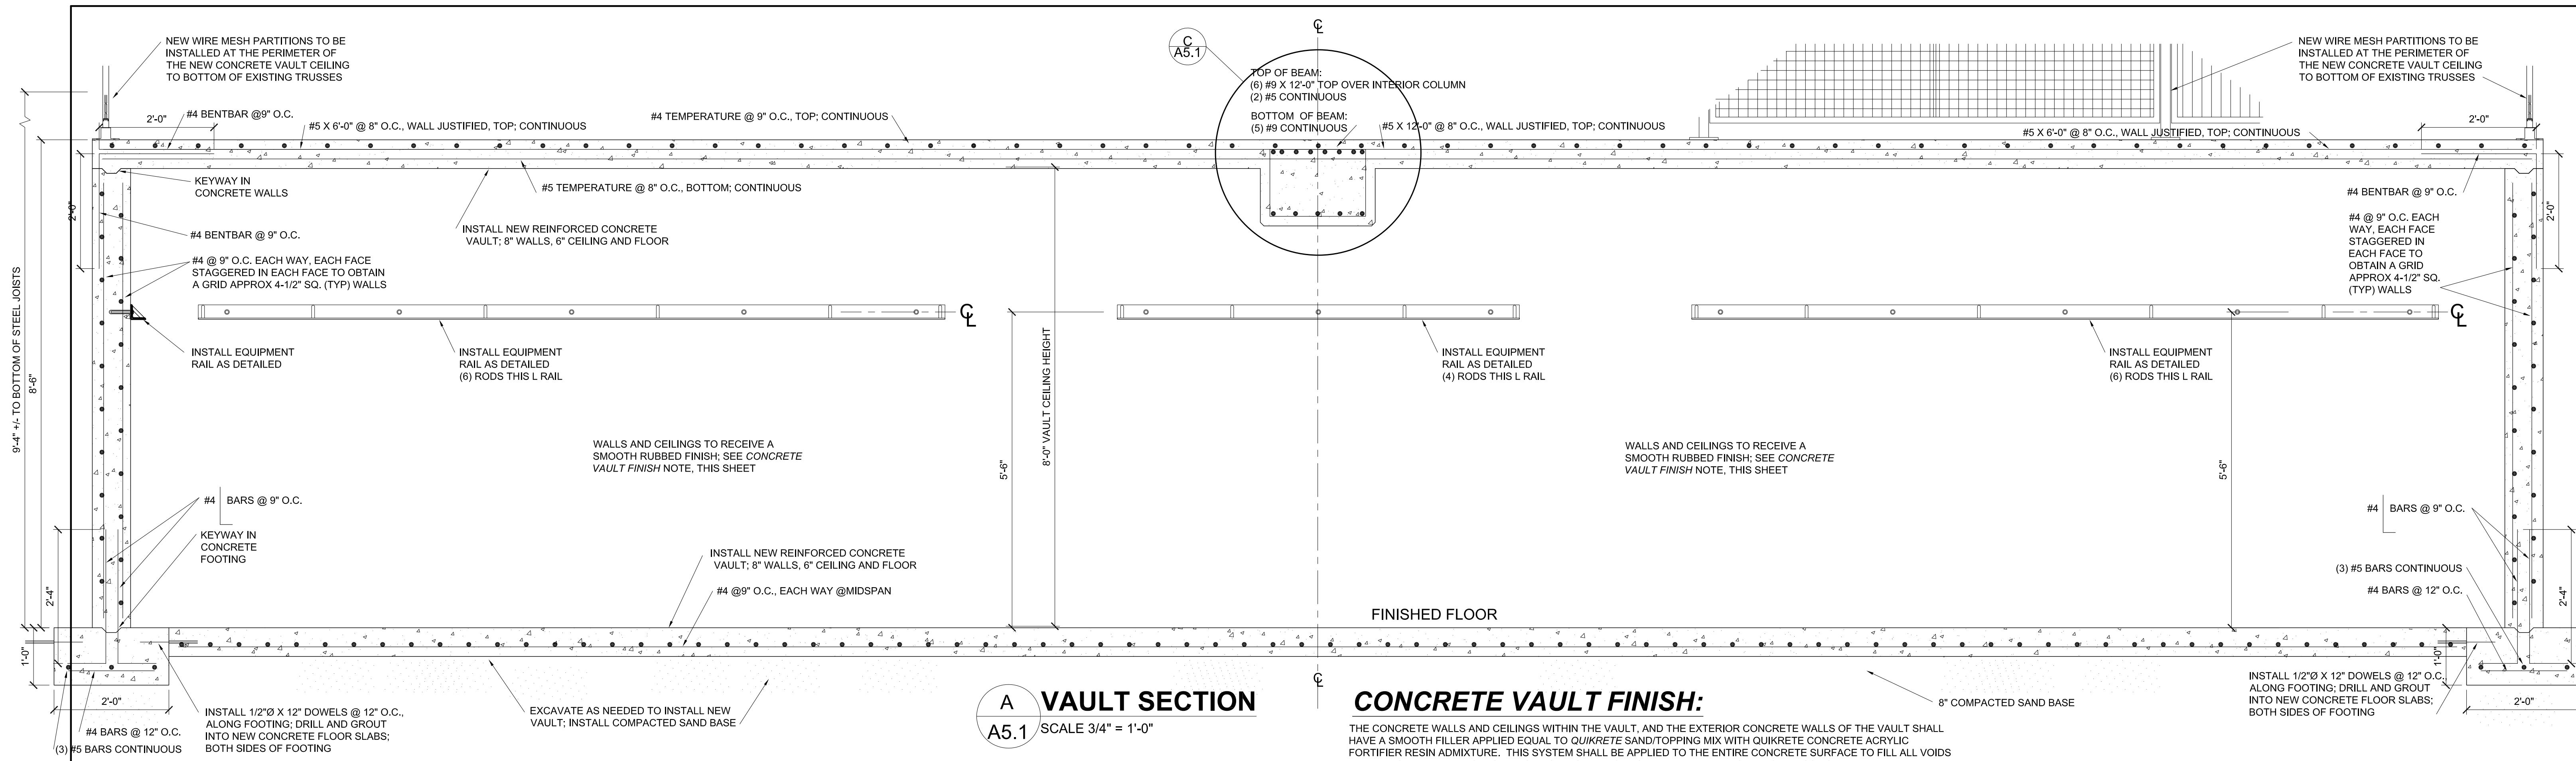 NEW WIRE MESH PARTITIONS TO BE
INSTALLED AT THE PERIMETER OF
THE NEW CONCRETE VAULT CEILING
TO BOTTOM OF EXISTING TRUSSES
2'-0"
#4 BENTBAR @9" O.C.
#5 X 6'-0" @ 8" O.C., WALL JUSTIFIED, TOP; CONTINUOUS
#4 TEMPERATURE @ 9" O.C., TOP; CONTINUOUS
C
A5.1
℄
TOP OF BEAM:
(6) #9 X 12'-0" TOP OVER INTERIOR COLUMN
(2) #5 CONTINUOUS
BOTTOM OF BEAM:
(5) #9 CONTINUOUS
#5 X 12'-0" @ 8" O.C., WALL JUSTIFIED, TOP; CONTINUOUS
NEW WIRE MESH PARTITIONS TO BE
INSTALLED AT THE PERIMETER OF
THE NEW CONCRETE VAULT CEILING
TO BOTTOM OF EXISTING TRUSSES
2'-0"
#5 X 6'-0" @ 8" O.C., WALL JUSTIFIED, TOP; CONTINUOUS
KEYWAY IN
CONCRETE WALLS
#5 TEMPERATURE @ 8" O.C., BOTTOM; CONTINUOUS
2'-0"
#4 BENTBAR @ 9" O.C.
INSTALL NEW REINFORCED CONCRETE
VAULT; 8" WALLS, 6" CEILING AND FLOOR
#4 @ 9" O.C. EACH WAY, EACH FACE
STAGGERED IN EACH FACE TO OBTAIN
A GRID APPROX 4-1/2" SQ. (TYP) WALLS
#4 BENTBAR @ 9" O.C.
2'-0"
#4 @ 9" O.C. EACH
WAY, EACH FACE
STAGGERED IN
EACH FACE TO
OBTAIN A GRID
APPROX 4-1/2" SQ.
(TYP) WALLS
9'-4" +/- TO BOTTOM OF STEEL JOISTS
8'-6"
℄
℄
INSTALL EQUIPMENT
RAIL AS DETAILED
INSTALL EQUIPMENT
RAIL AS DETAILED
(6) RODS THIS L RAIL
8'-0" VAULT CEILING HEIGHT
INSTALL EQUIPMENT
RAIL AS DETAILED
(4) RODS THIS L RAIL
INSTALL EQUIPMENT
RAIL AS DETAILED
(6) RODS THIS L RAIL
WALLS AND CEILINGS TO RECEIVE A
SMOOTH RUBBED FINISH; SEE CONCRETE
VAULT FINISH NOTE, THIS SHEET
5'-6"
WALLS AND CEILINGS TO RECEIVE A
SMOOTH RUBBED FINISH; SEE CONCRETE
VAULT FINISH NOTE, THIS SHEET
5'-6"
#4 BARS @ 9" O.C.
KEYWAY IN
CONCRETE
FOOTING
2'-4"
INSTALL NEW REINFORCED CONCRETE
VAULT; 8" WALLS, 6" CEILING AND FLOOR
#4 @9" O.C., EACH WAY @MIDSPAN
FINISHED FLOOR
#4 BARS @ 9" O.C.
(3) #5 BARS CONTINUOUS
#4 BARS @ 12" O.C.
2'-4"
1'-0"
2'-0"
#4 BARS @ 12" O.C.
(3) #5 BARS CONTINUOUS
INSTALL 1/2"Ø X 12" DOWELS @ 12" O.C.,
ALONG FOOTING; DRILL AND GROUT
INTO NEW CONCRETE FLOOR SLABS;
BOTH SIDES OF FOOTING
EXCAVATE AS NEEDED TO INSTALL NEW
VAULT; INSTALL COMPACTED SAND BASE
℄
A
A5.1
VAULT SECTION
SCALE 3/4" = 1'-0"
CONCRETE VAULT FINISH:
THE CONCRETE WALLS AND CEILINGS WITHIN THE VAULT, AND THE EXTERIOR CONCRETE WALLS OF THE VAULT SHALL
HAVE A SMOOTH FILLER APPLIED EQUAL TO QUIKRETE SAND/TOPPING MIX WITH QUIKRETE CONCRETE ACRYLIC
FORTIFIER RESIN ADMIXTURE. THIS SYSTEM SHALL BE APPLIED TO THE ENTIRE CONCRETE SURFACE TO FILL ALL VOIDS
8" COMPACTED SAND BASE
1'-0"
INSTALL 1/2"Ø X 12" DOWELS @ 12" O.C.,
ALONG FOOTING; DRILL AND GROUT
INTO NEW CONCRETE FLOOR SLABS;
BOTH SIDES OF FOOTING
2'-0"